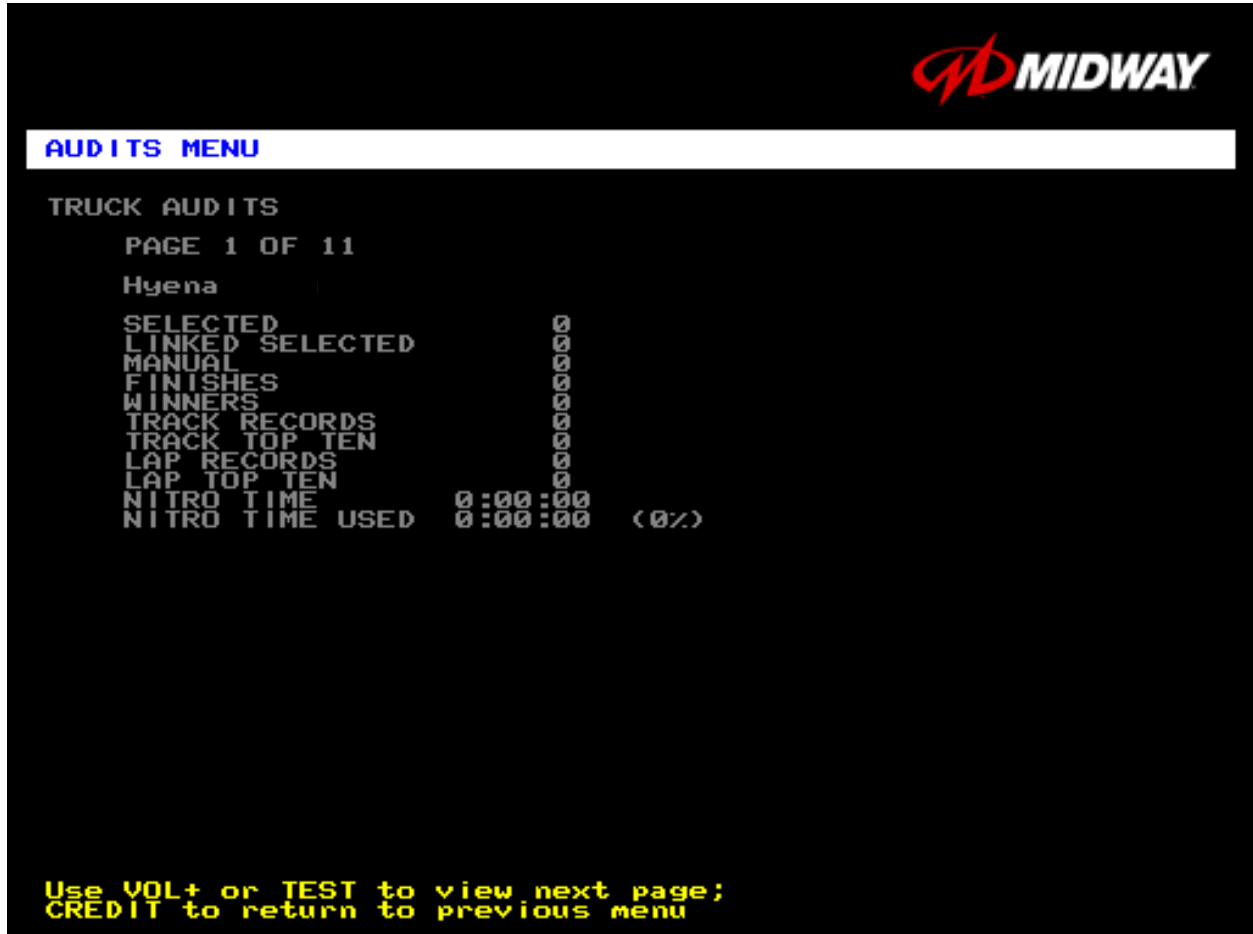 MIDWAY
AUDITS MENU
TRUCK AUDITS
PAGE 1 OF 11
Hyena
SELECTED 0
LINKED SELECTED 0
MANUAL 0
FINISHES 0
WINNERS 0
TRACK RECORDS 0
TRACK TOP TEN 0
LAP RECORDS 0
LAP TOP TEN 0
NITRO TIME 0:00:00
NITRO TIME USED 0:00:00 (0%)
Use VOL+ or TEST to view next page;
CREDIT to return to previous menu